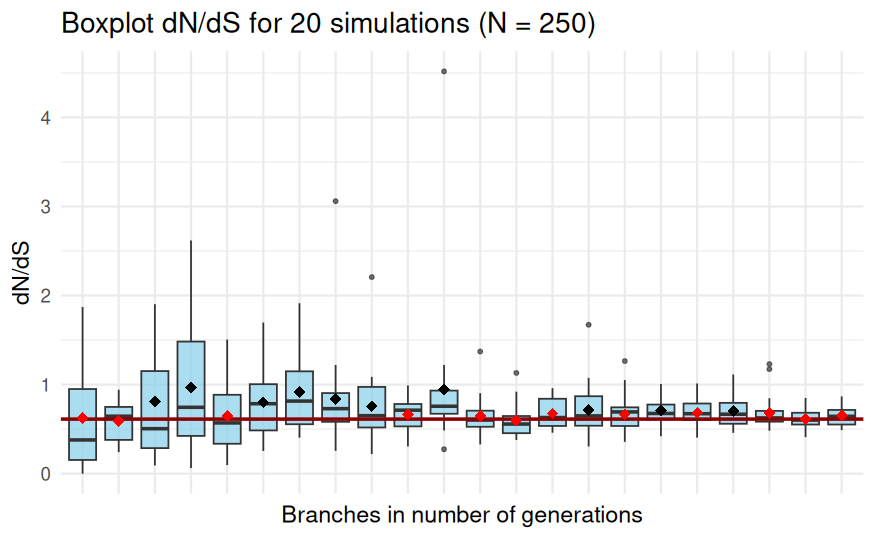 Boxplot dN/dS for 20 simulations (N = 250)
4
3
2
1
0
dN/dS
Branches in number of generations